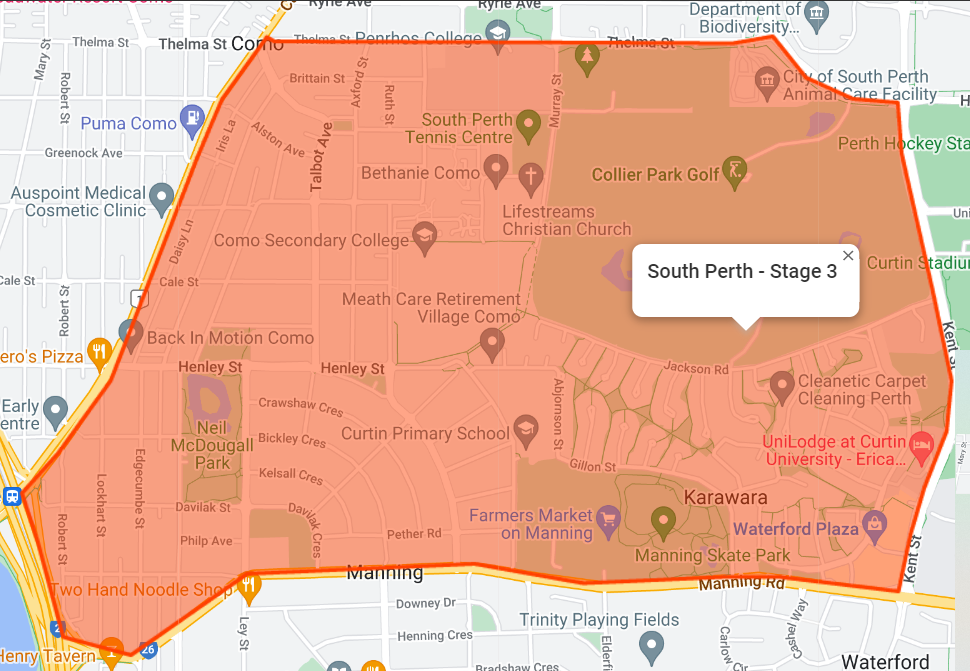 Ryrie Ave
Ryrie Ave
Department of
Biodiversity...
Mary St
Thelma St
Thelma St
Como
Thelma St
Penrhos College
Thelma St
Robert St
Brittain St
Axford St
Ruth St
Murray St
City of South Perth
Animal Care Facility
Puma Como
Iris La
Alston Ave
Talbot Ave
South Perth
Tennis Centre
Perth Hockey Sta
Greenock Ave
Bethanie Como
Collier Park Golf
Auspoint Medical
Cosmetic Clinic
Lifestreams
Christian Church
Uni
Daisy Ln
Como Secondary College
Curtin Stadiu
South Perth - Stage 3
Cale St
Cale St
Robert St
1
Meath Care Retirement
Village Como
Kent St
Back In Motion Como
ero's Pizza
Henley St
Henley St
Jackson Rd
Early
entre
Crawshaw Cres
Abjornson St
Cleanetic Carpet
Cleaning Perth
Neil
McDougall
Park
Bickley Cres
Curtin Primary School
UniLodge at Curtin
University - Erica...
Mary St
Edgecumbe St
Lockhart St
Kelsall Cres
Gillon St
Karawara
Robert St
Davilak St
Davilak Cres
Farmers Market
on Manning
Waterford Plaza
Philp Ave
Pether Rd
Manning Skate Park
Kent St
Two Hand Noodle Shop
Manning
Manning Rd
Downey Dr
Ley St
Trinity Playing Fields
Henning Cres
Elderfi
Carlow Cir
Cashel Way
2
26
Henry Tavern
Bradshaw Cres
Waterford